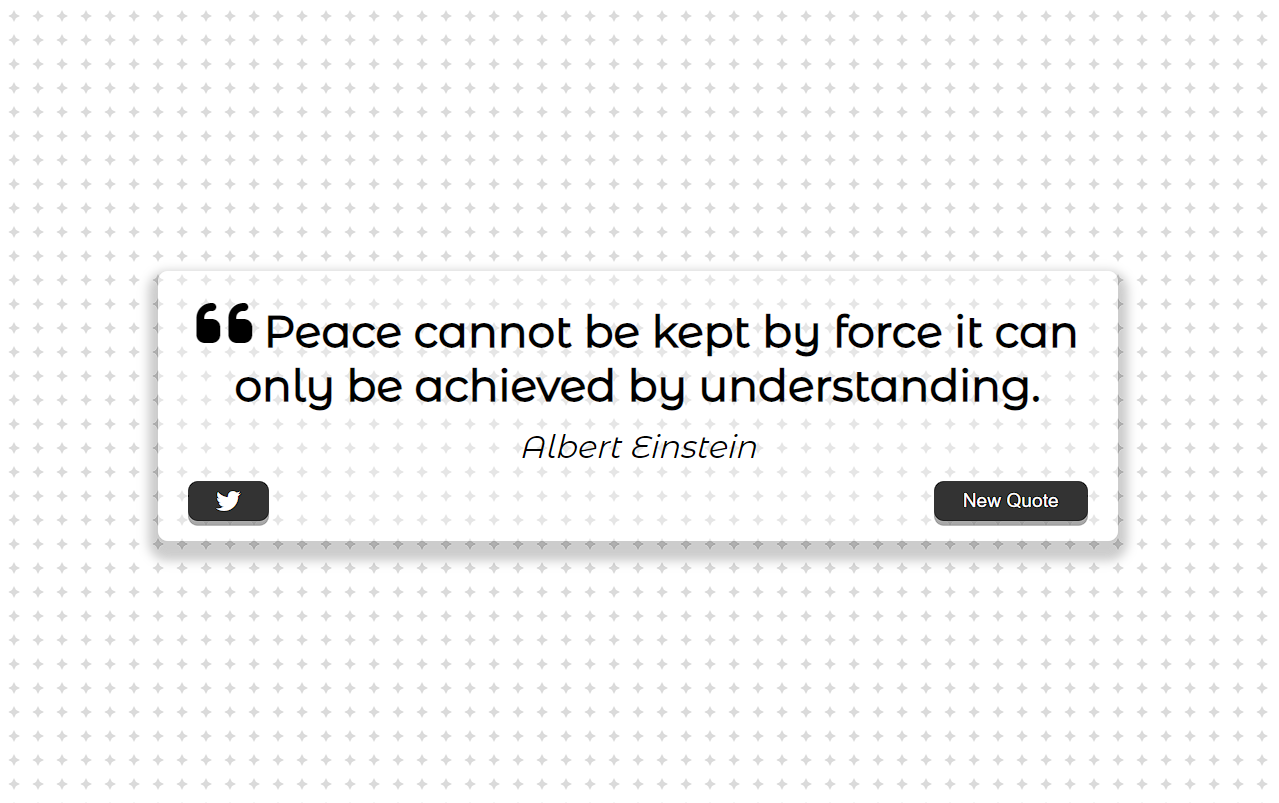 ❝ Peace cannot be kept by force it can
only be achieved by understanding.
Albert Einstein
New Quote